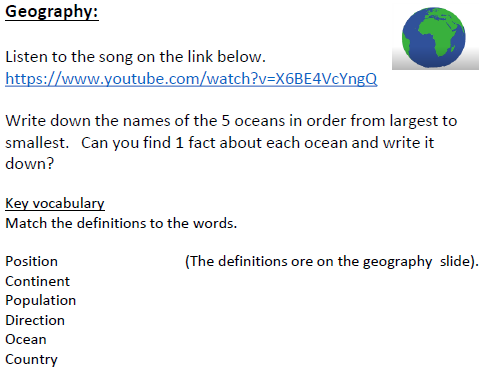 Geography:
Listen to the song on the link below.
https://www.youtube.com/watch?v=X6BE4VcYngQ
Write down the names of the 5 oceans in order from largest to
smallest. Can you find 1 fact about each ocean and write it
down?
Key vocabulary
Match the definitions to the words.
Position (The definitions ore on the geography slide).
Continent
Population
Direction
Ocean
Country